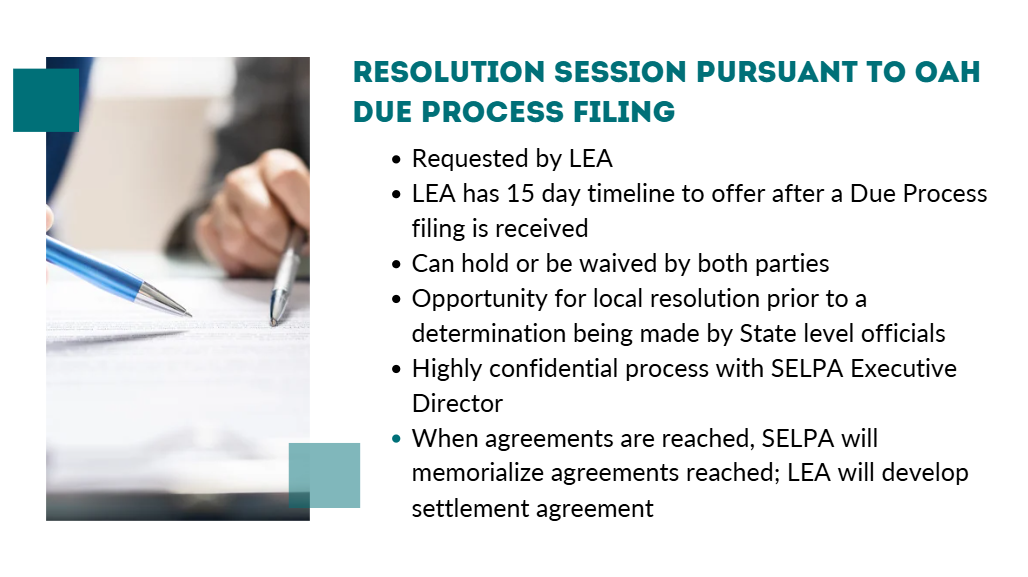 RESOLUTION SESSION PURSUANT TO OAH
DUE PROCESS FILING
• Requested by LEA
• LEA has 15 day timeline to offer after a Due Process
filing is received
• Can hold or be waived by both parties
• Opportunity for local resolution prior to a
determination being made by State level officials
• Highly confidential process with SELPA Executive
Director
• When agreements are reached, SELPA will
memorialize agreements reached; LEA will develop
settlement agreement